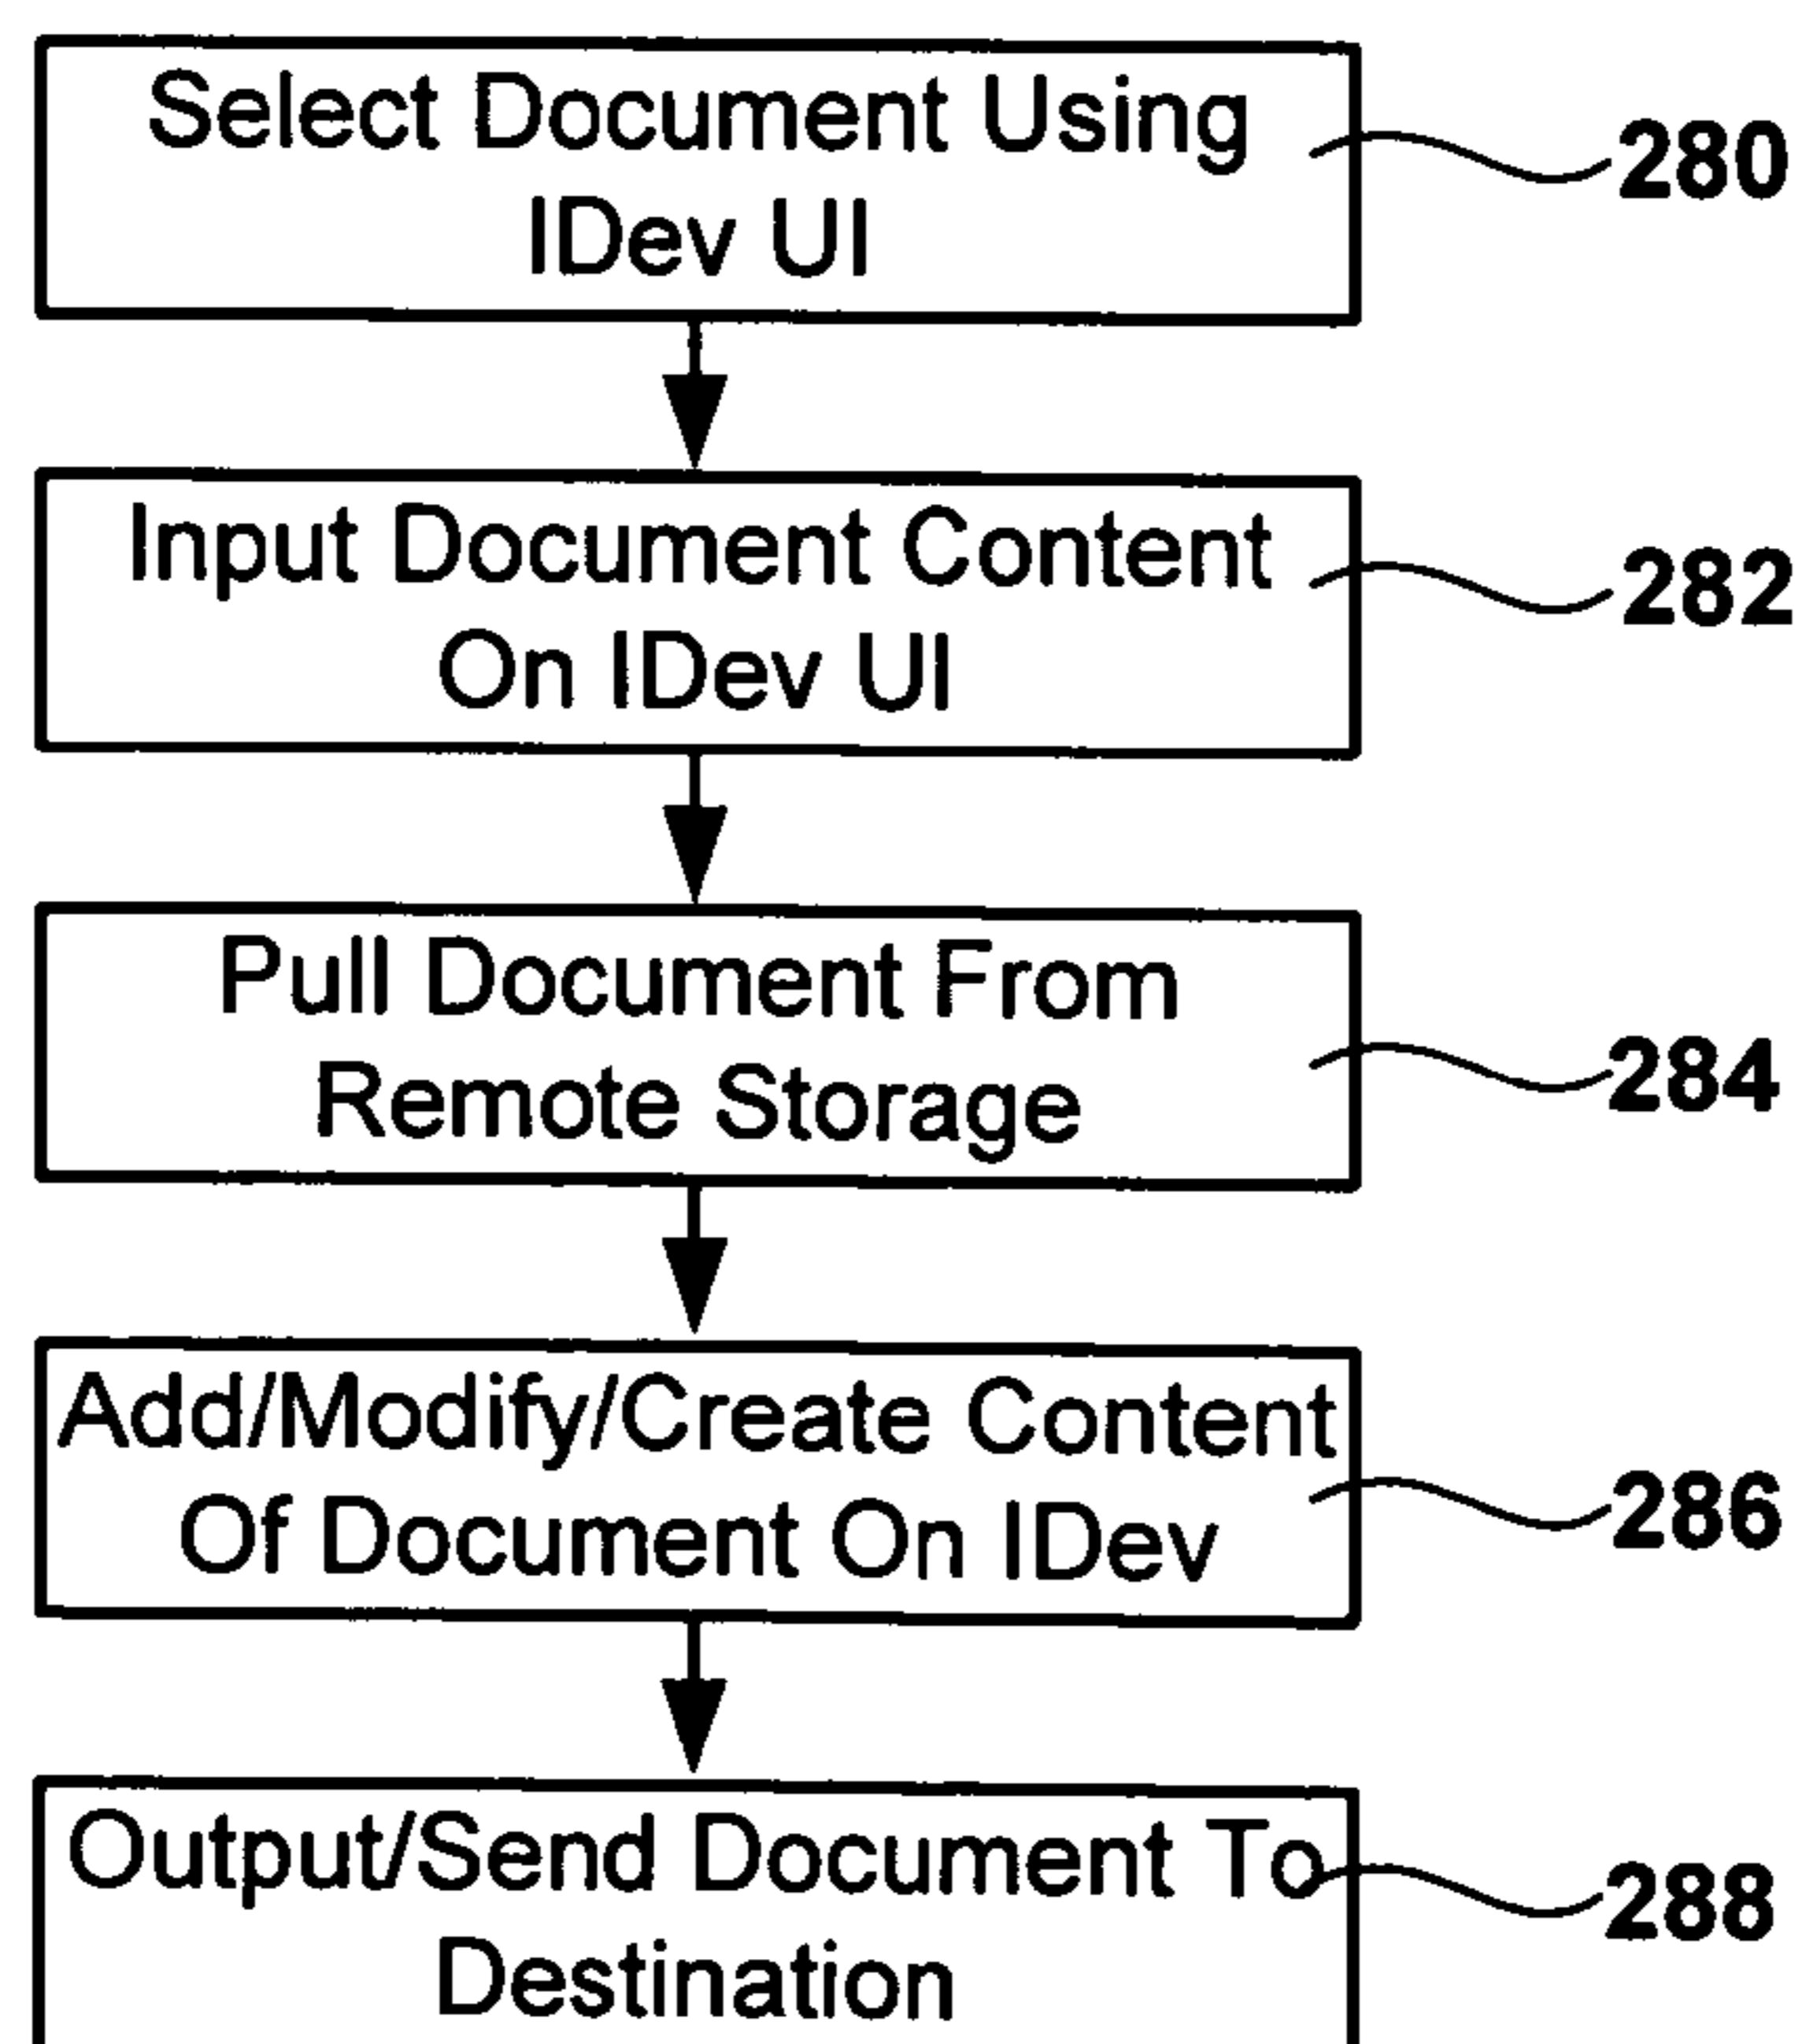 Select Document Using
IDev UI
280
Input Document Content
On IDev UI
282
Pull Document From
Remote Storage
284
Add/Modify/Create Content
Of Document On IDev
286
Output/Send Document To
Destination
288